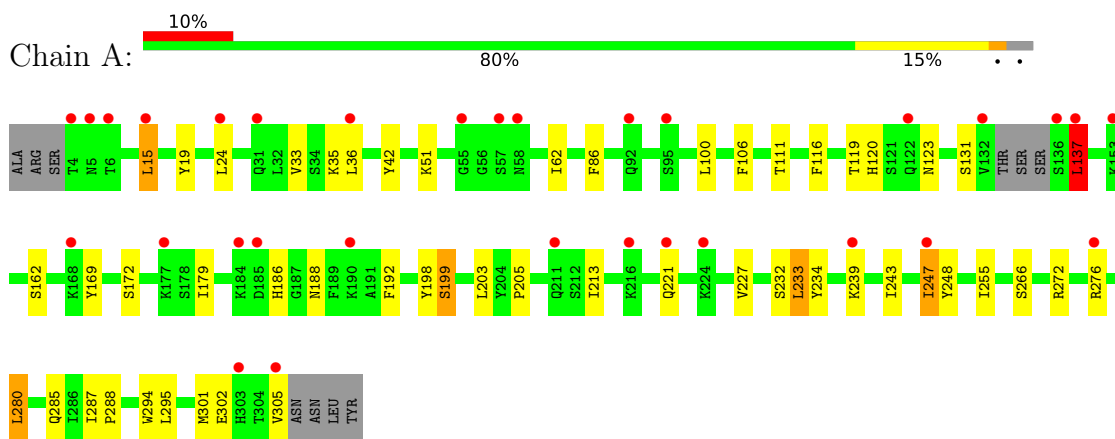 10%
Chain A:
80% 15% • •
ALA ARG SER T4 N5 T6 L15 Y19 L24 Q31 L32 V33 S34 K35 L36 Y42 K51 G55 G56 S57 N58 I62 F86 Q92 S95 L100 F106 T111 F116 T119 H120 S121 Q122 N123 S131 V132 THR SER SER S136 L137 K153
S162 K168 Y169 S172 K177 S178 I179 K184 D185 H186 G187 N188 F189 K190 A191 F192 Y198 S199 L203 Y204 P205 Q211 S212 I213 K216 Q221 K224 V227 S232 L233 Y234 K239 I243 I247 Y248 I255 S266 R272 R276
L280 Q285 I286 I287 P288 W294 L295 M301 E302 H303 T304 V305 ASN ASN LEU TYR